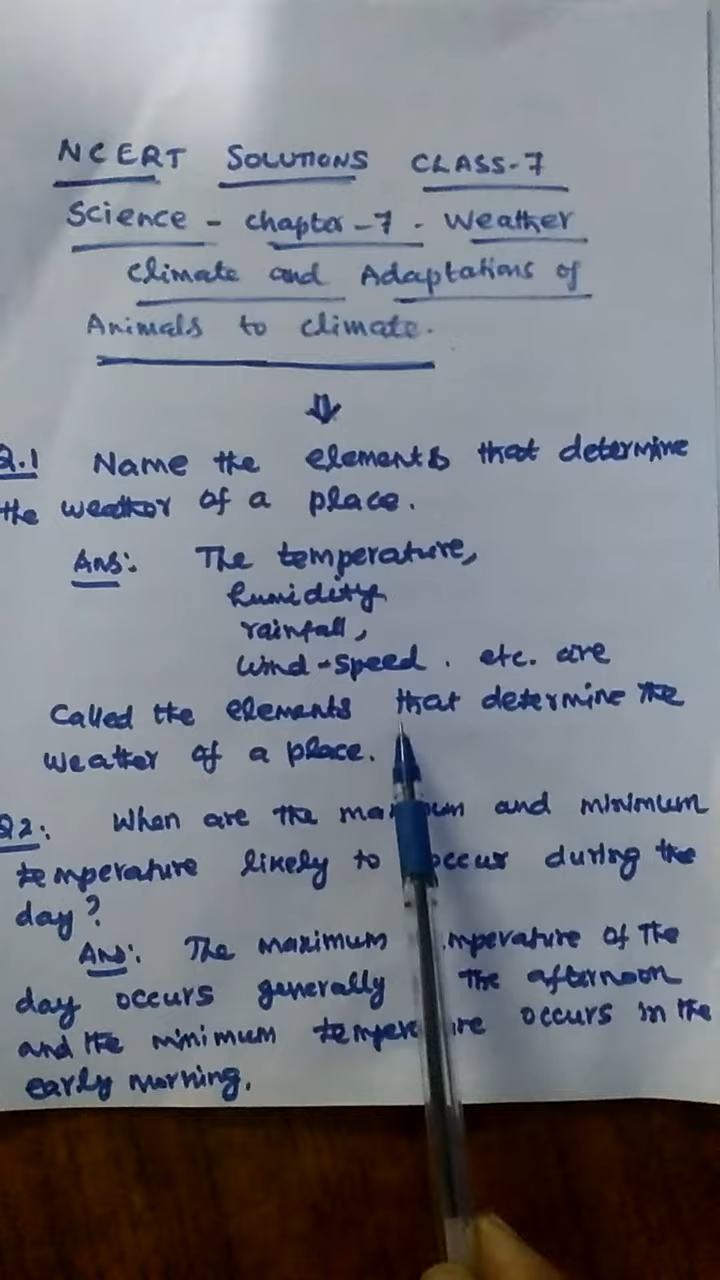 NCERT SOLUTIONS CLASS-7
Science - chapter -7 - Weather
climate and Adaptations of
Animals to climate.
Q.1 Name the elements that determine
the weather of a place.
Ans: The temperature,
humidity
rainfall,
wind-speed. etc. are
Called the elements that determine the
weather of a place.
Q2: When are the and minimum
temperature likely to occur during the
day?
Ans: The maximum of the
day occurs generally the afternoon
and the minimum occurs in the
early morning.